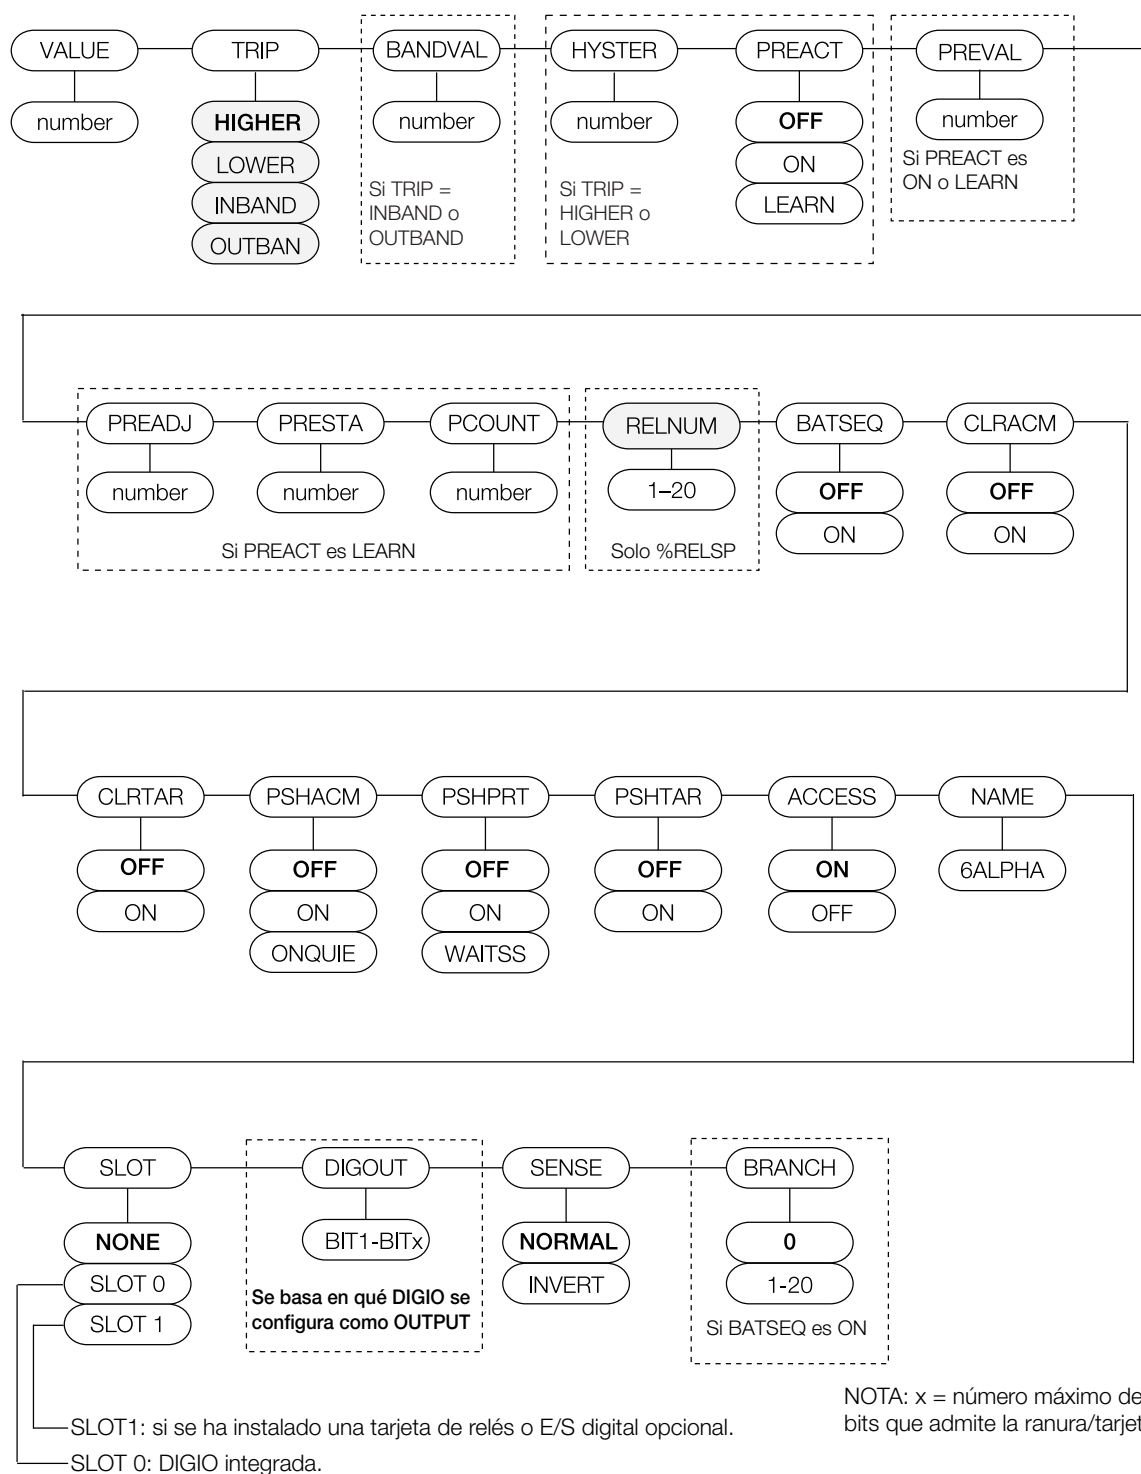 VALUE TRIP BANDVAL HYSTER PREACT PREVAL
number HIGHER number number OFF number
LOWER ON
INBAND LEARN
OUTBAN
Si TRIP =
INBAND o
OUTBAND
Si TRIP =
HIGHER o
LOWER
Si PREACT es
ON o LEARN
PREADJ PRESTA PCOUNT RELNUM BATSEQ CLRACM
number number number 1–20 OFF OFF
ON ON
Si PREACT es LEARN
Solo %RELSP
CLRTAR PSHACM PSHPRT PSHTAR ACCESS NAME
OFF OFF OFF OFF ON 6ALPHA
ON ON ON ON OFF
ONQUIE WAITSS
SLOT DIGOUT SENSE BRANCH
NONE BIT1-BITx NORMAL 0
SLOT 0 INVERT 1-20
SLOT 1
Se basa en qué DIGIO se
configura como OUTPUT
Si BATSEQ es ON
NOTA: x = número máximo de
bits que admite la ranura/tarjet
SLOT1: si se ha instalado una tarjeta de relés o E/S digital opcional.
SLOT 0: DIGIO integrada.